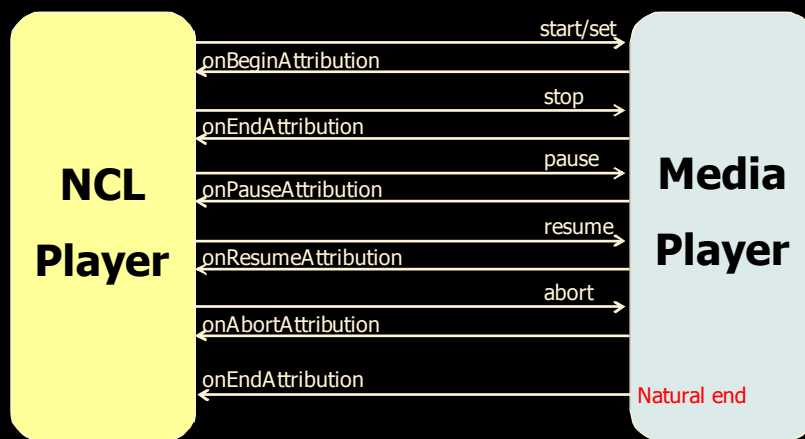 start/set
onBeginAttribution
stop
onEndAttribution
pause
onPauseAttribution
resume
onResumeAttribution
abort
onAbortAttribution
onEndAttribution
Natural end
NCL
Player
Media
Player